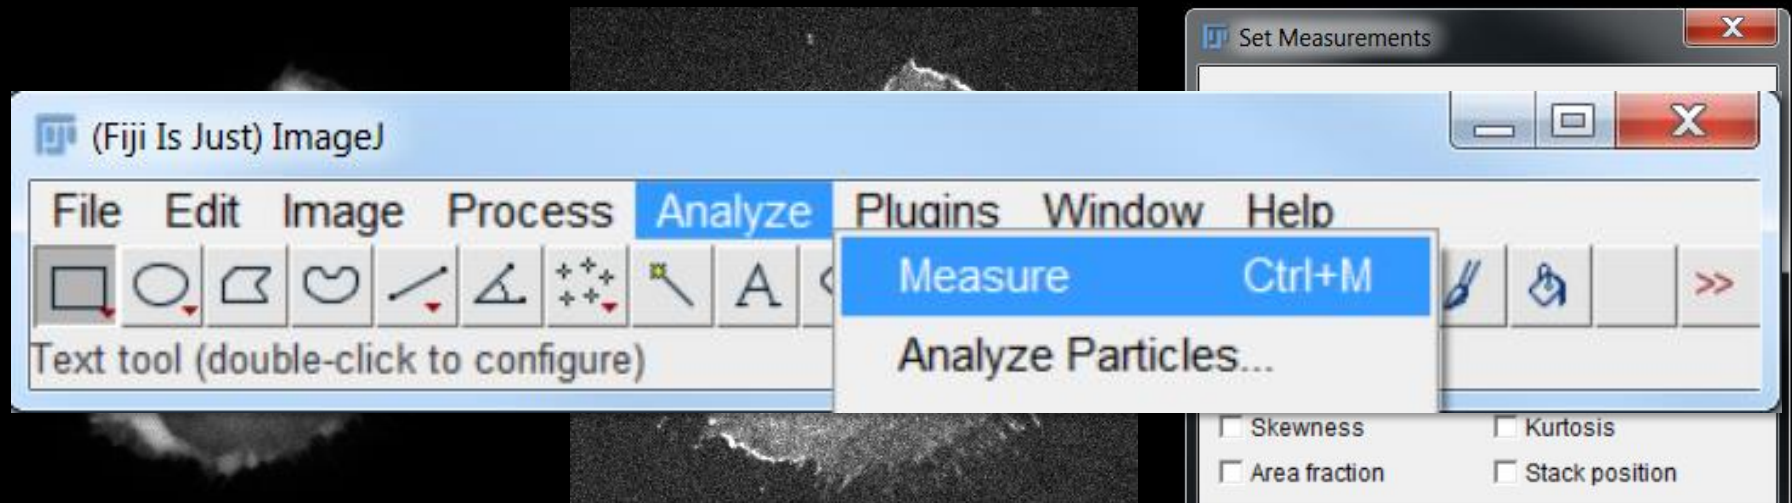 Set Measurements
(Fiji Is Just) ImageJ
File Edit Image Process Analyze Plugins Window Help
A
Measure Ctrl+M
Text tool (double-click to configure)
Analyze Particles...
Skewness Kurtosis
Area fraction Stack position